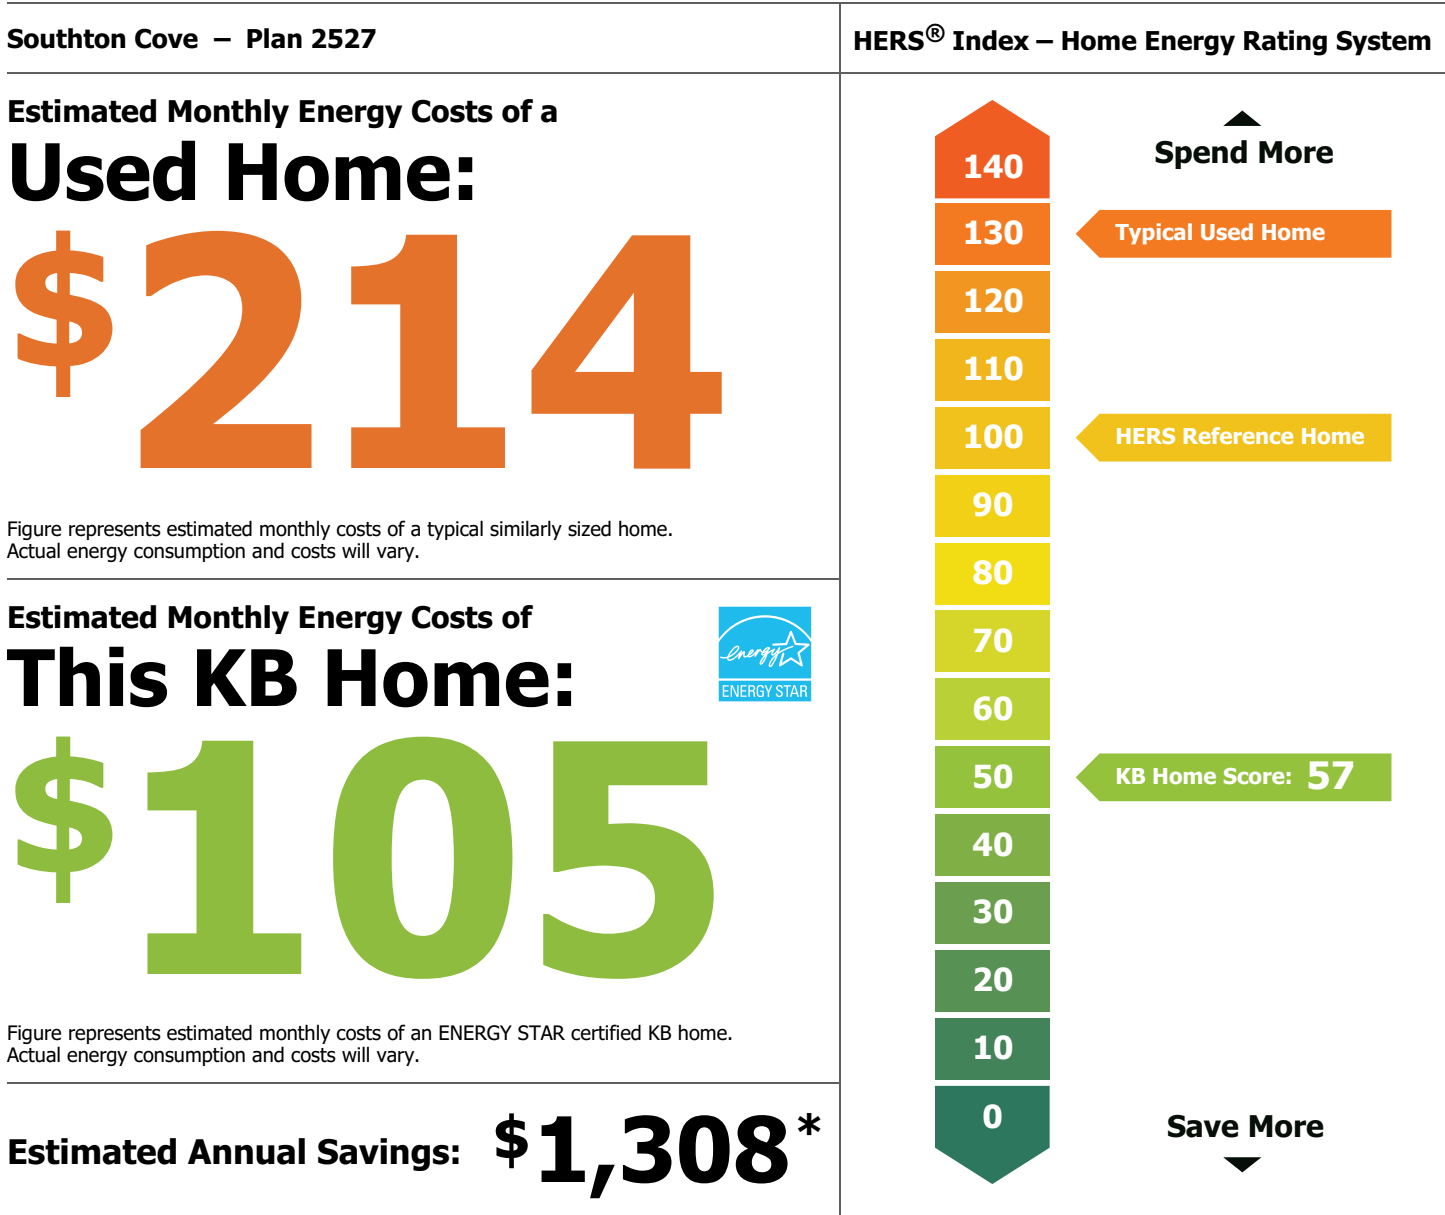 Southton Cove – Plan 2527
Estimated Monthly Energy Costs of a
Used Home:
$214
Figure represents estimated monthly costs of a typical similarly sized home.
Actual energy consumption and costs will vary.
Estimated Monthly Energy Costs of
This KB Home:
energy
ENERGY STAR
$105
Figure represents estimated monthly costs of an ENERGY STAR certified KB home.
Actual energy consumption and costs will vary.
Estimated Annual Savings: $1,308*
HERS® Index – Home Energy Rating System
Spend More
140
130 Typical Used Home
120
110
100 HERS Reference Home
90
80
70
60
50 KB Home Score: 57
40
30
20
10
0
Save More